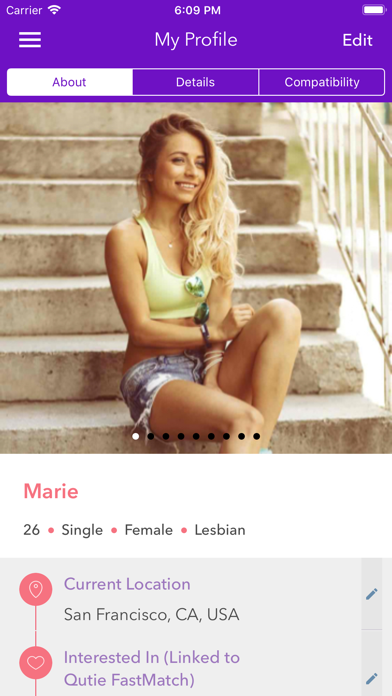 Carrier 6:09 PM
My Profile Edit
About Details Compatibility
Marie
26 • Single • Female • Lesbian
Current Location
San Francisco, CA, USA
Interested In (Linked to
Qutie FastMatch)